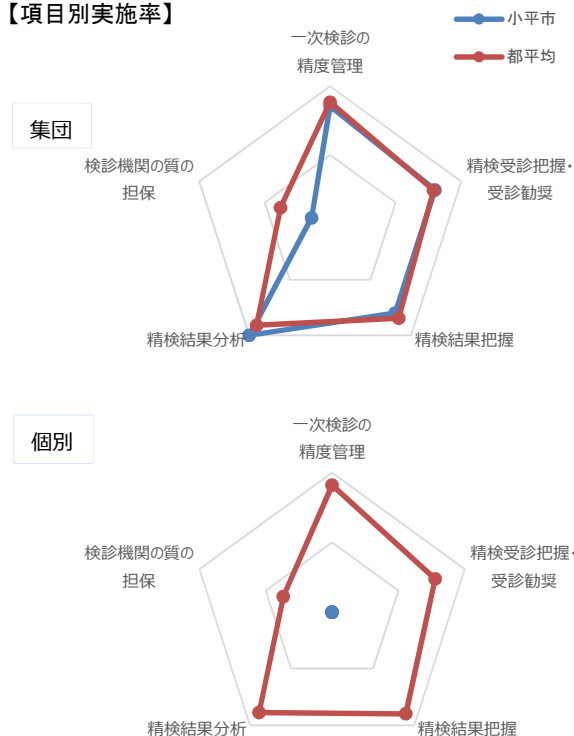 【項目別実施率】
小平市
都平均
集団
一次検診の
精度管理
精検受診把握・
受診勧奨
精検結果把握
精検結果分析
検診機関の質の
担保
個別
一次検診の
精度管理
精検受診把握・
受診勧奨
精検結果把握
精検結果分析
検診機関の質の
担保